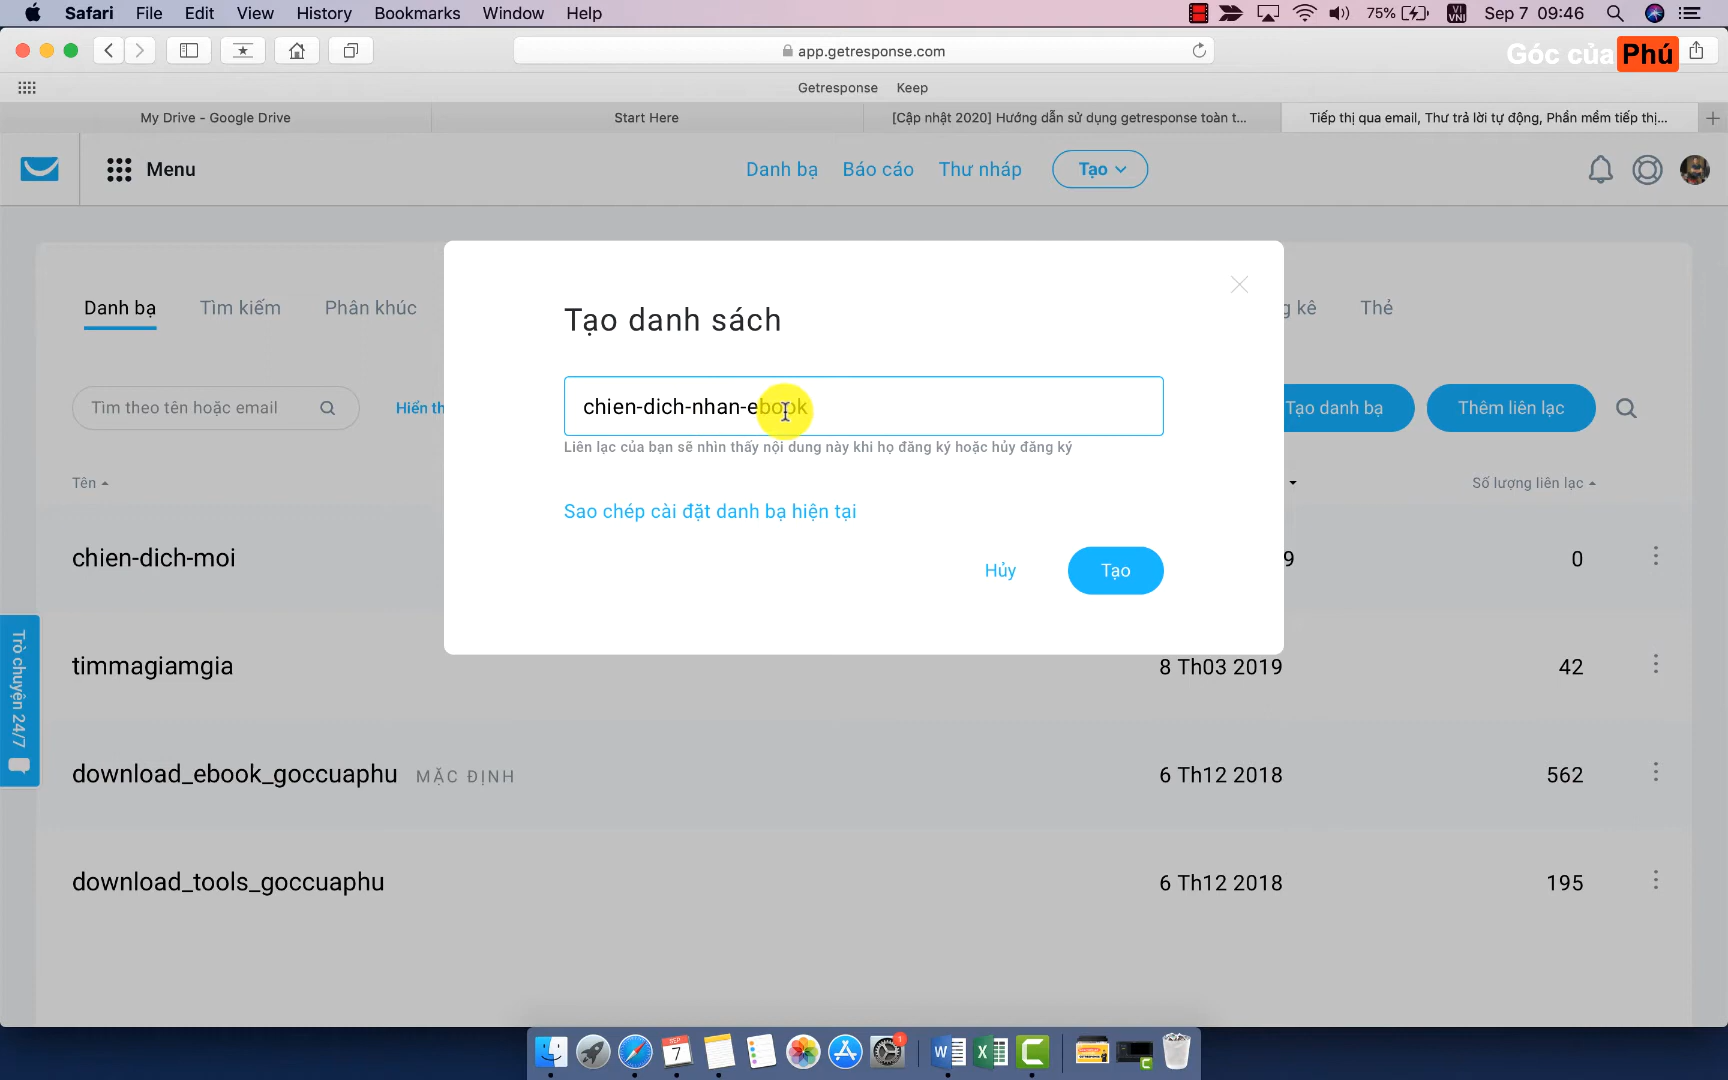 Safari File Edit View History Bookmarks Window Help 75% VI VNI Sep 7 09:46
app.getresponse.com
Góc của Phú
Getresponse Keep
My Drive - Google Drive
Start Here
[Cập nhật 2020] Hướng dẫn sử dụng getresponse toàn t...
Tiếp thị qua email, Thư trả lời tự động, Phần mềm tiếp thị...
Menu
Danh bạ Báo cáo Thư nháp Tạo
Danh bạ Tìm kiếm Phân khúc
Thẻ
Tạo danh sách
Tìm theo tên hoặc email
chien-dich-nhan-ebook
Tạo danh bạ
Thêm liên lạc
Liên lạc của bạn sẽ nhìn thấy nội dung này khi họ đăng ký hoặc hủy đăng ký
Tên
Số lượng liên lạc
Sao chép cài đặt danh bạ hiện tại
Hủy
Tạo
chien-dich-moi 9 0
timmagiamgia 8 Th03 2019 42
download_ebook_goccuaphu MẶC ĐỊNH 6 Th12 2018 562
download_tools_goccuaphu 6 Th12 2018 195
Trò chuyện 24/7
SEP
7
1